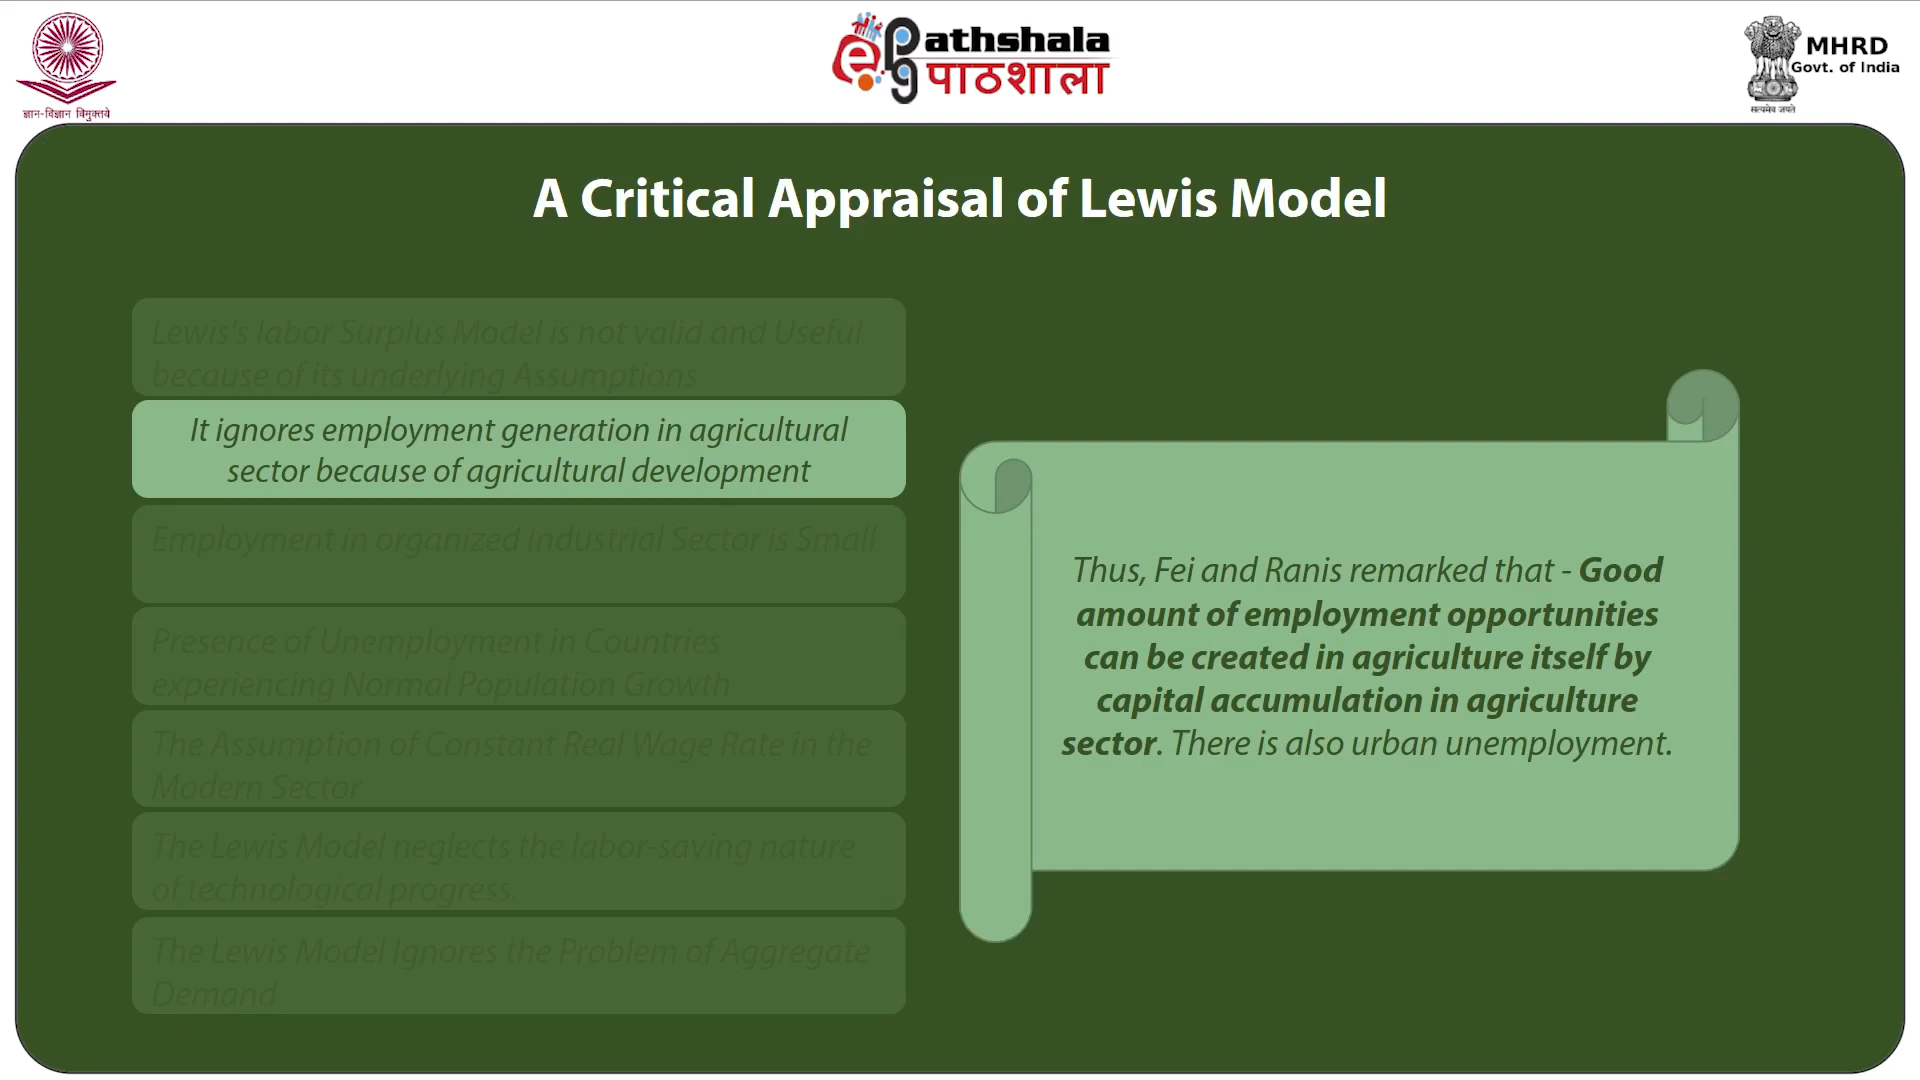 ज्ञान-विज्ञान विमुक्तये
e
Pg
athshala
पाठशाला
MHRD
Govt. of India
सत्यमेव जयते
A Critical Appraisal of Lewis Model
Lewis's labor Surplus Model is not valid and Useful
because of its underlying Assumptions
It ignores employment generation in agricultural
sector because of agricultural development
Employment in organized Industrial Sector is Small
Presence of Unemployment in Countries
experiencing Normal Population Growth
The Assumption of Constant Real Wage Rate in the
Modern Sector
The Lewis Model neglects the labor-saving nature
of technological progress.
The Lewis Model Ignores the Problem of Aggregate
Demand
Thus, Fei and Ranis remarked that - Good
amount of employment opportunities
can be created in agriculture itself by
capital accumulation in agriculture
sector. There is also urban unemployment.